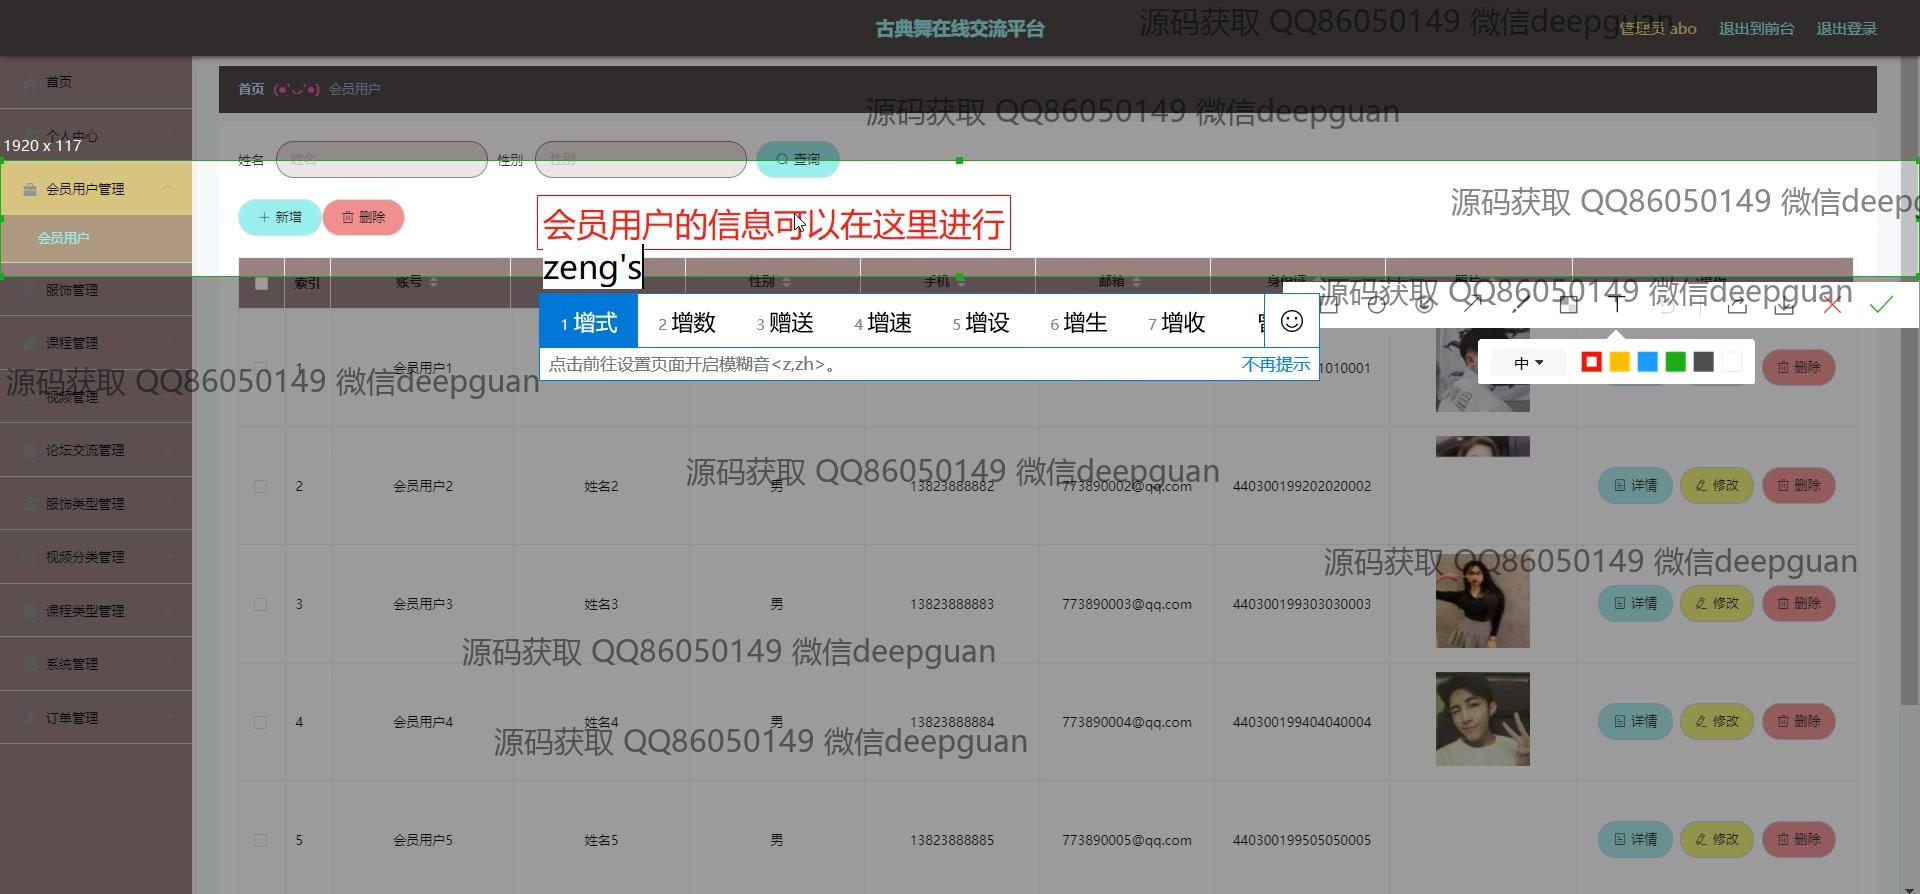 古典舞在线交流平台
源码获取 QQ86050149 微信deepguan
管理员 abo 退出到前台 退出登录
首页
首页 (●'◡'●) 会员用户
源码获取 QQ86050149 微信deepguan
个人中心
1920 x 117
姓名 姓名 性别 性别 查询
会员用户管理
源码获取 QQ86050149 微信deep
新增 删除
会员用户的信息可以在这里进行
会员用户
zeng's
索引 账号 性别 手机 邮箱
服饰管理
源码获取 QQ86050149 微信deepguan
1 增式 2 增数 3 赠送 4 增速 5 增设 6 增生 7 增收
课程管理
点击前往设置页面开启模糊音<z,zh>。 不再提示
中
1 会员用户1 1010001 删除
源码获取 QQ86050149 微信deepguan
视频管理
论坛交流管理
源码获取 QQ86050149 微信deepguan
2 会员用户2 姓名2 男 13823888882 773890002@qq.com 440300199202020002 详情 修改 删除
服饰类型管理
视频分类管理
源码获取 QQ86050149 微信deepguan
3 会员用户3 姓名3 男 13823888883 773890003@qq.com 440300199303030003 详情 修改 删除
课程类型管理
源码获取 QQ86050149 微信deepguan
系统管理
订单管理
4 会员用户4 姓名4 男 13823888884 773890004@qq.com 440300199404040004 详情 修改 删除
源码获取 QQ86050149 微信deepguan
5 会员用户5 姓名5 男 13823888885 773890005@qq.com 440300199505050005 详情 修改 删除